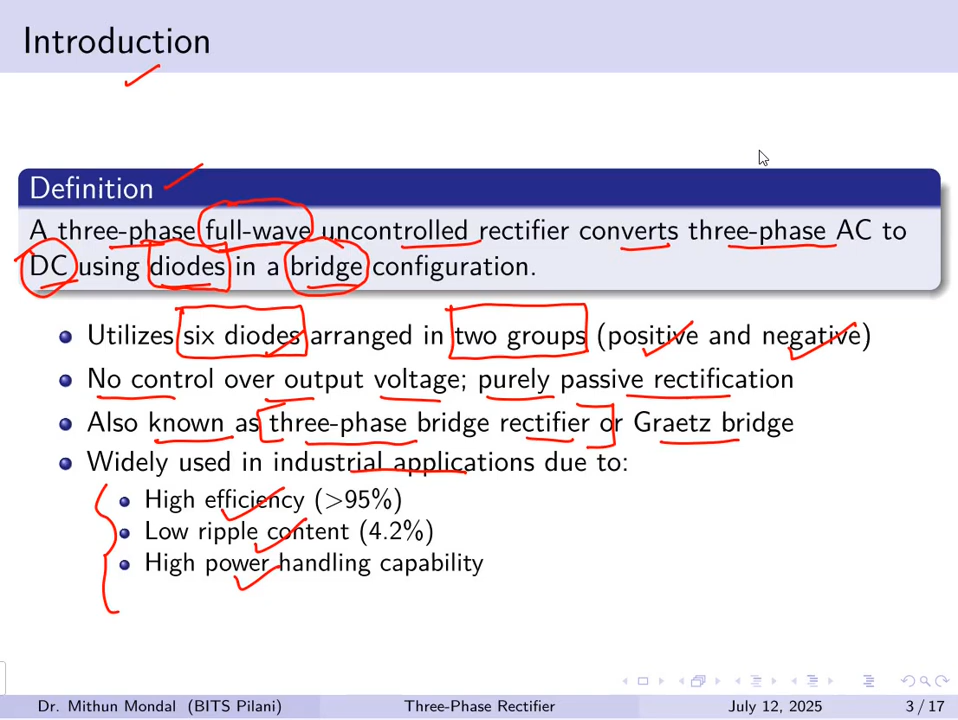 Introduction
Definition
A three-phase full-wave uncontrolled rectifier converts three-phase AC to
DC using diodes in a bridge configuration.
Utilizes six diodes arranged in two groups (positive and negative)
No control over output voltage; purely passive rectification
Also known as three-phase bridge rectifier or Graetz bridge
Widely used in industrial applications due to:
High efficiency (>95%)
Low ripple content (4.2%)
High power handling capability
Dr. Mithun Mondal (BITS Pilani) Three-Phase Rectifier July 12, 2025 3 / 17